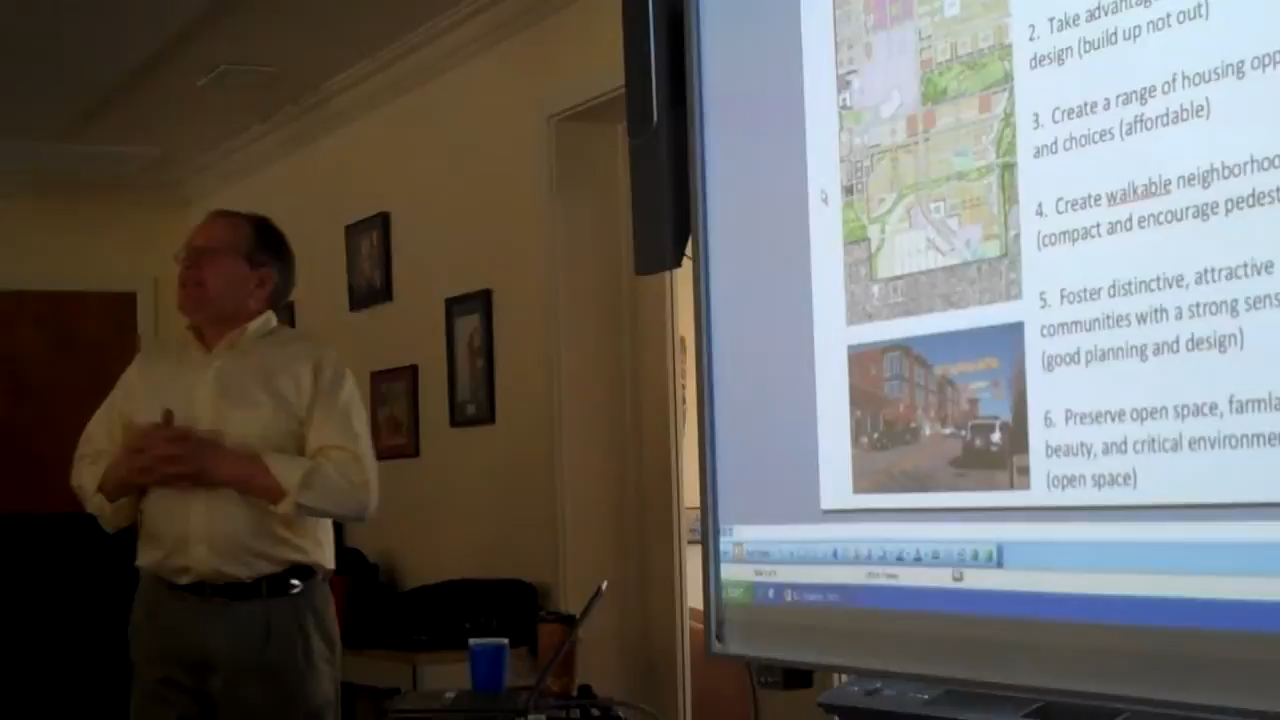 2. Take
design (build up not out)
3. Create a range of housing opp
and choices (affordable)
4. Create walkable neighborhoo
(compact and encourage pedest
5. Foster distinctive, attractive
communities with a strong sens
(good planning and design)
6. Preserve open space, farmla
beauty, and critical environme
(open space)